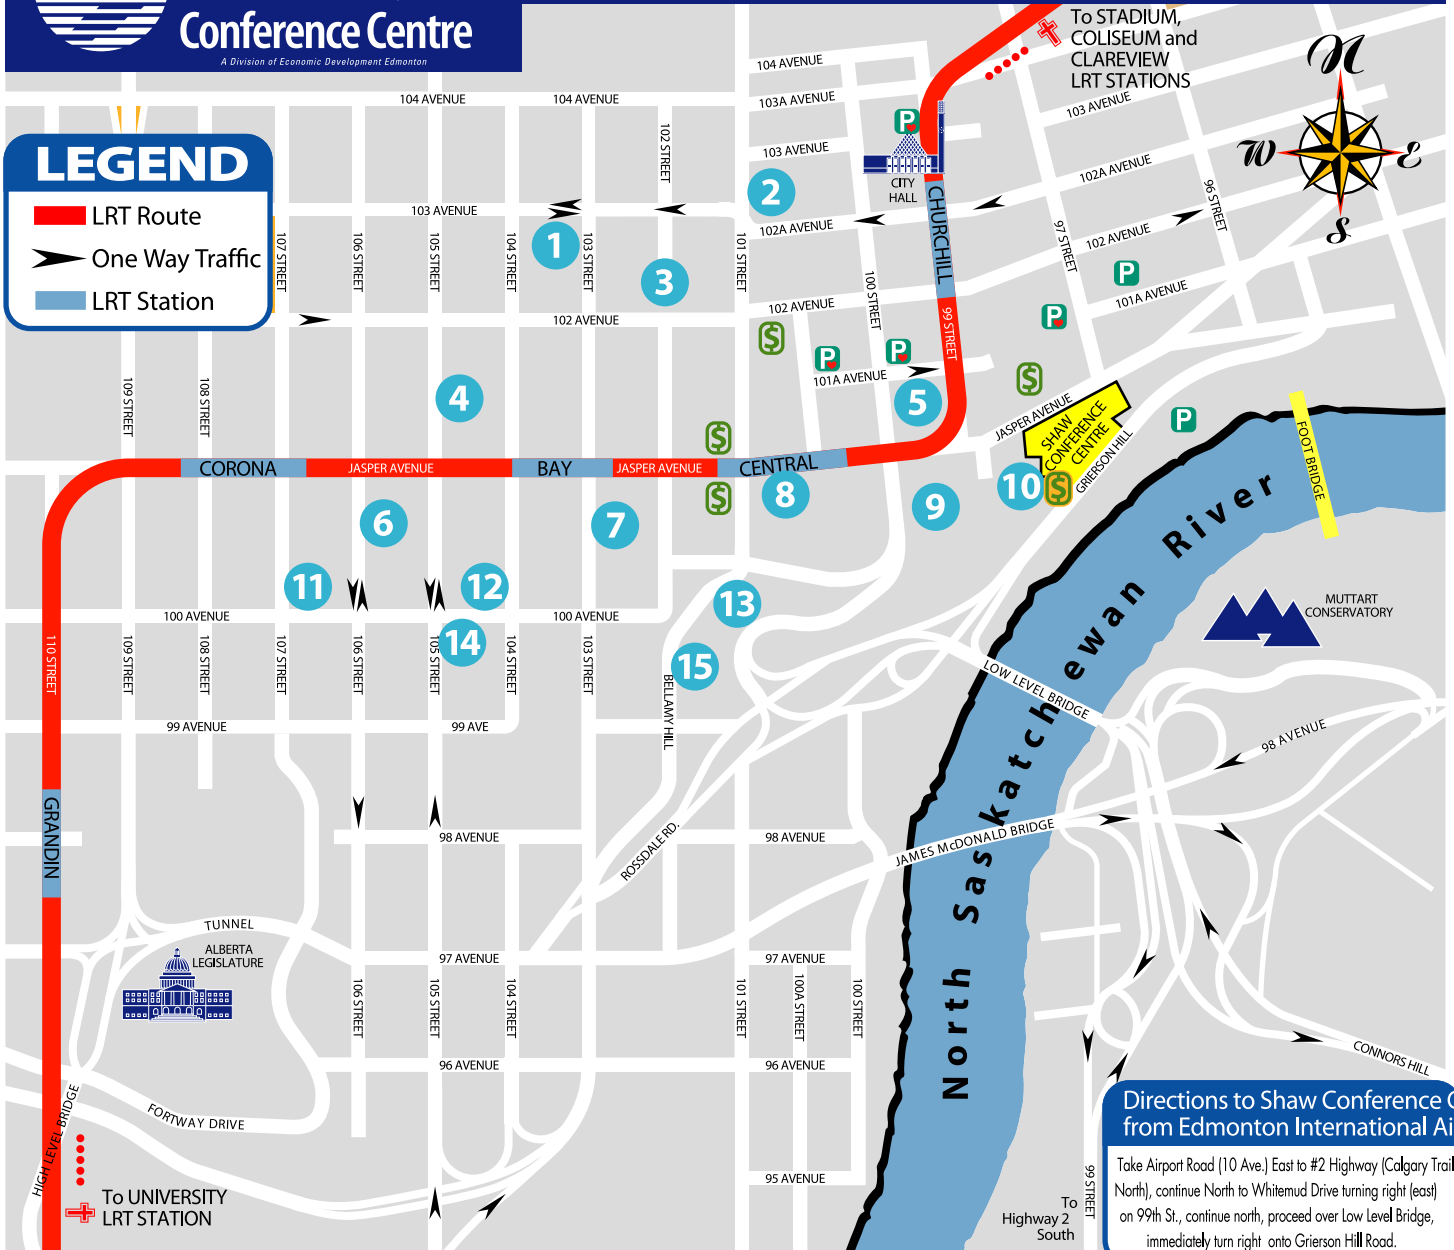 Conference Centre
A Division of Economic Development Edmonton
To STADIUM,
COLISEUM and
CLAREVIEW
LRT STATIONS
N
W
E
S
LEGEND
LRT Route
One Way Traffic
LRT Station
104 AVENUE
104 AVENUE
104 AVENUE
103A AVENUE
103 AVENUE
103 AVENUE
102A AVENUE
103 AVENUE
102A AVENUE
102 AVENUE
101A AVENUE
102 AVENUE
102 AVENUE
101A AVENUE
102 STREET
107 STREET
106 STREET
105 STREET
104 STREET
103 STREET
101 STREET
100 STREET
97 STREET
96 STREET
99 STREET
109 STREET
108 STREET
P
CITY
HALL
CHURCHILL
P
P
P
P
P
$
$
$
$
$
1
2
3
4
5
6
7
8
9
10
11
12
13
14
15
CORONA
JASPER AVENUE
BAY
JASPER AVENUE
CENTRAL
JASPER AVENUE
SHAW
CONFERENCE
CENTRE
GRIERSON HILL
FOOT BRIDGE
North Saskatchewan River
MUTTART
CONSERVATORY
100 AVENUE
100 AVENUE
110 STREET
109 STREET
108 STREET
107 STREET
106 STREET
105 STREET
104 STREET
103 STREET
BELLAMY HILL
LOW LEVEL BRIDGE
99 AVENUE
99 AVE
98 AVENUE
GRANDIN
98 AVENUE
98 AVENUE
ROSSDALE RD.
JAMES McDONALD BRIDGE
TUNNEL
ALBERTA
LEGISLATURE
97 AVENUE
97 AVENUE
106 STREET
105 STREET
104 STREET
101 STREET
100A STREET
100 STREET
96 AVENUE
96 AVENUE
CONNORS HILL
FORTWAY DRIVE
HIGH LEVEL BRIDGE
95 AVENUE
99 STREET
To UNIVERSITY
LRT STATION
To
Highway 2
South
Directions to Shaw Conference C
from Edmonton International Ai
Take Airport Road (10 Ave.) East to #2 Highway (Calgary Trail
North), continue North to Whitemud Drive turning right (east)
on 99th St., continue north, proceed over Low Level Bridge,
immediately turn right onto Grierson Hill Road.